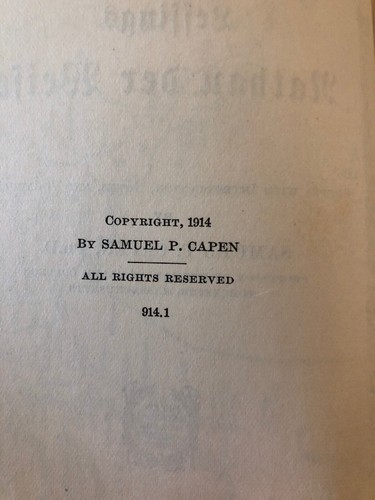 COPYRIGHT, 1914
BY SAMUEL P. CAPEN
ALL RIGHTS RESERVED
914.1